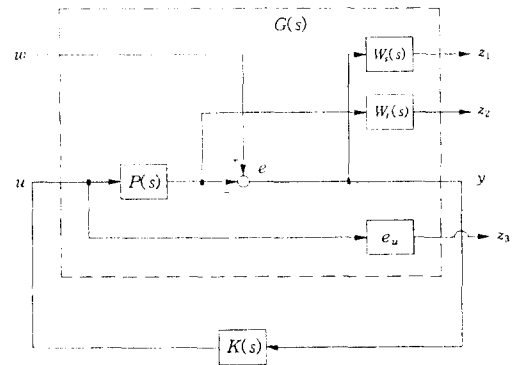 G(s)
w
W_s(s)
z_1
W_t(s)
z_2
e
u
P(s)
y
e_u
z_3
K(s)